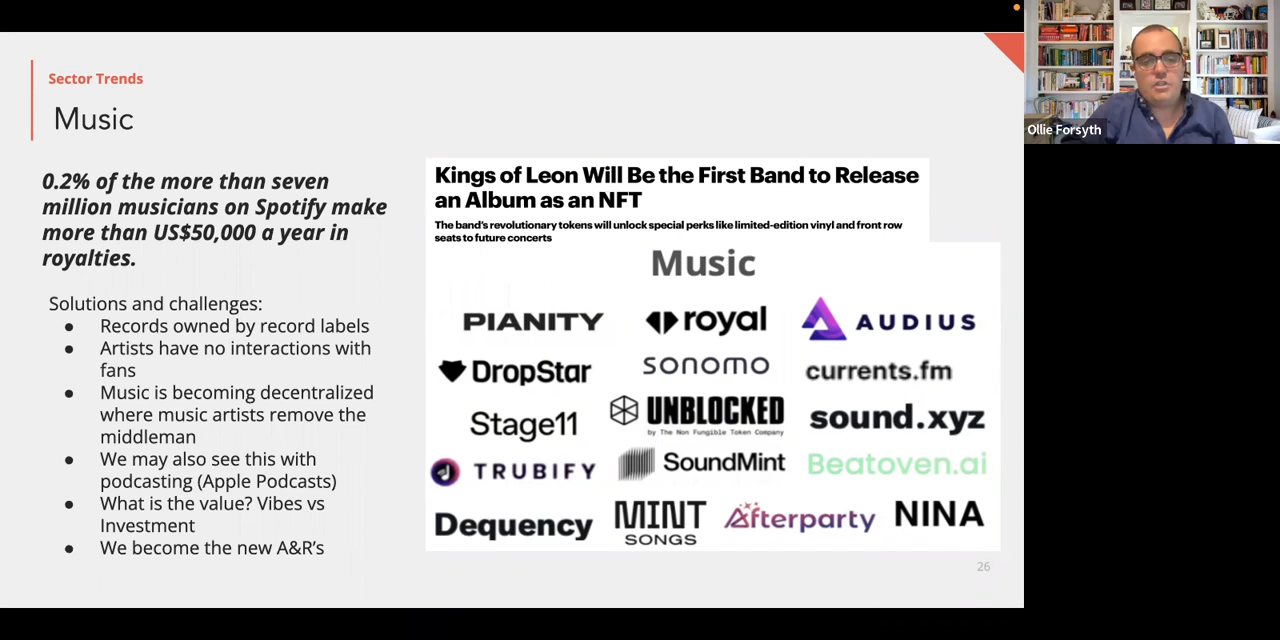 Sector Trends
Music
0.2% of the more than seven
million musicians on Spotify make
more than US$50,000 a year in
royalties.
Solutions and challenges:
● Records owned by record labels
● Artists have no interactions with
fans
● Music is becoming decentralized
where music artists remove the
middleman
● We may also see this with
podcasting (Apple Podcasts)
● What is the value? Vibes vs
Investment
● We become the new A&R's
Kings of Leon Will Be the First Band to Release
an Album as an NFT
The band's revolutionary tokens will unlock special perks like limited-edition vinyl and front row
seats to future concerts
Music
PIANITY royal AUDIUS
DropStar sonomo currents.fm
Stage11 UNBLOCKED sound.xyz
by The Non Fungible Token Company
TRUBIFY SoundMint Beatoven.ai
Dequency MINT Afterparty NINA
SONGS
26
Ollie Forsyth